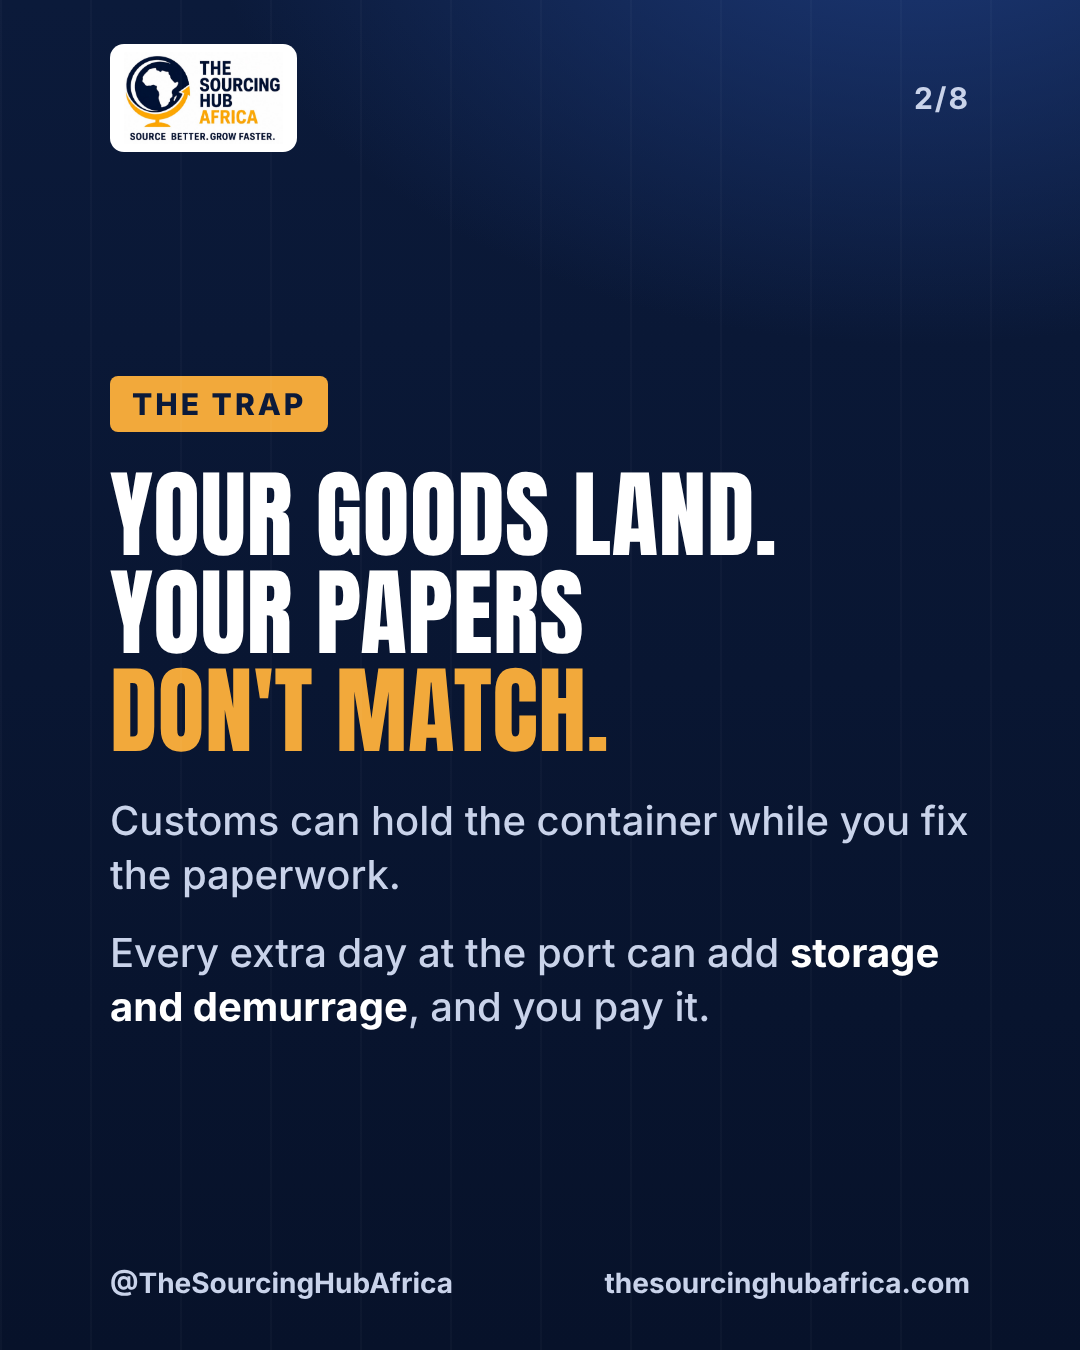 THE
SOURCING
HUB
AFRICA
SOURCE BETTER. GROW FASTER.
2/8
THE TRAP
YOUR GOODS LAND.
YOUR PAPERS
DON'T MATCH.
Customs can hold the container while you fix
the paperwork.
Every extra day at the port can add storage
and demurrage, and you pay it.
@TheSourcingHubAfrica
thesourcinghubafrica.com